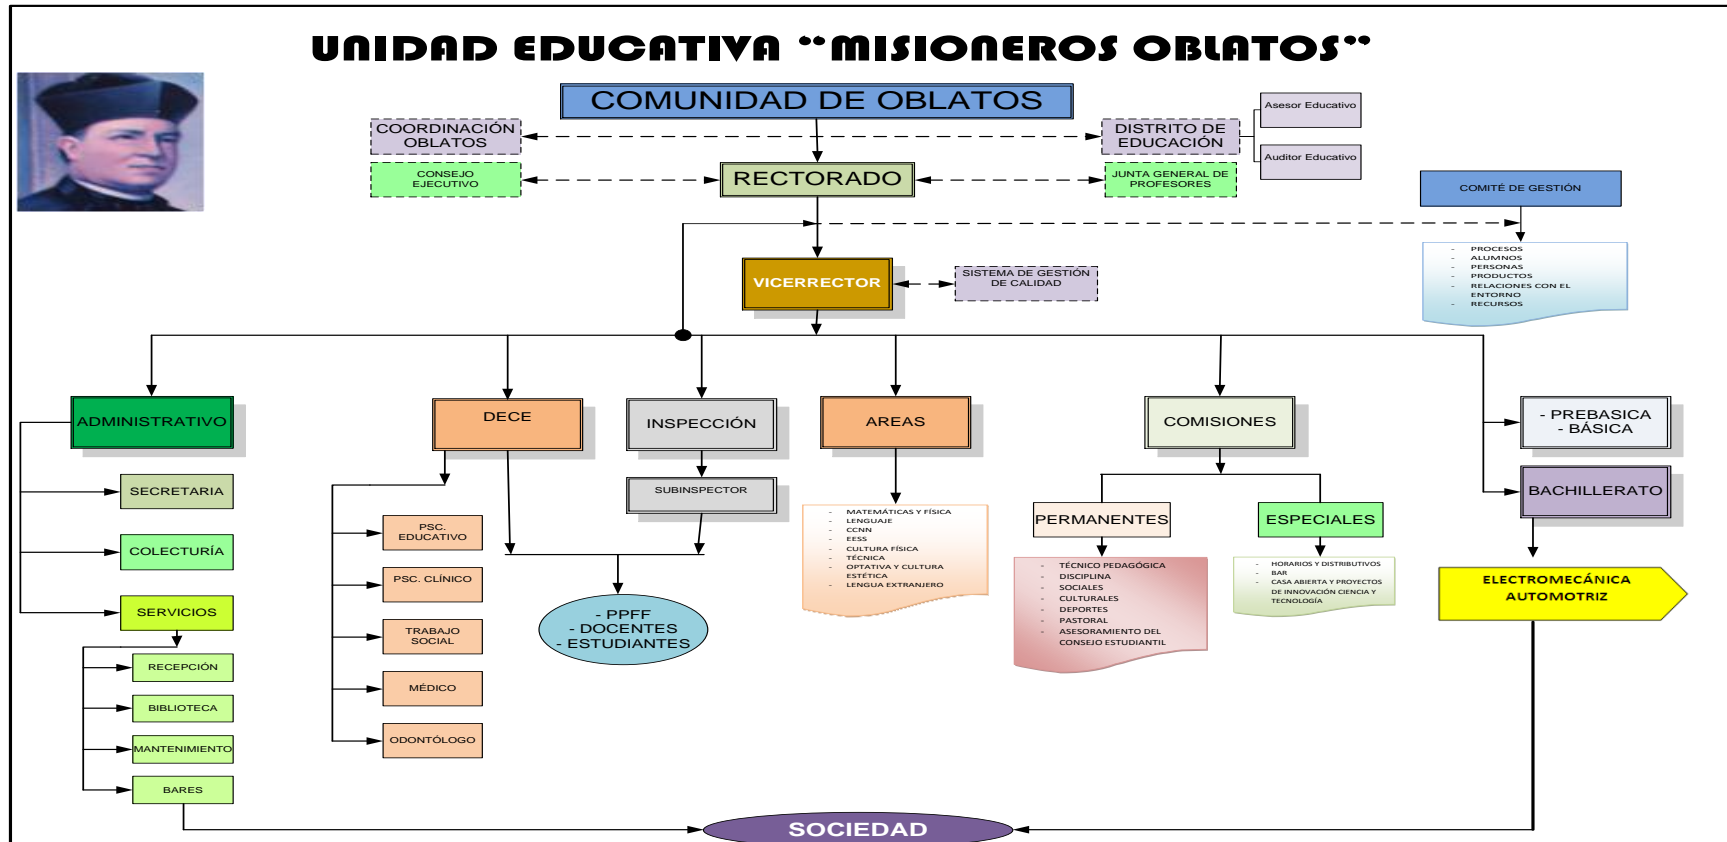 UNIDAD EDUCATIVA “MISIONEROS OBLATOS”
COMUNIDAD DE OBLATOS
COORDINACIÓN
OBLATOS
DISTRITO DE
EDUCACIÓN
Asesor Educativo
Auditor Educativo
CONSEJO
EJECUTIVO
RECTORADO
JUNTA GENERAL DE
PROFESORES
COMITÉ DE GESTIÓN
- PROCESOS
- ALUMNOS
- PERSONAS
- PRODUCTOS
- RELACIONES CON EL
ENTORNO
- RECURSOS
VICERRECTOR
SISTEMA DE GESTIÓN
DE CALIDAD
ADMINISTRATIVO
DECE
INSPECCIÓN
AREAS
COMISIONES
- PREBASICA
- BÁSICA
SECRETARIA
COLECTURÍA
SERVICIOS
RECEPCIÓN
BIBLIOTECA
MANTENIMIENTO
BARES
PSC.
EDUCATIVO
PSC. CLÍNICO
TRABAJO
SOCIAL
MÉDICO
ODONTÓLOGO
SUBINSPECTOR
- PPFF
- DOCENTES
- ESTUDIANTES
- MATEMÁTICAS Y FÍSICA
- LENGUAJE
- CCNN
- EESS
- CULTURA FÍSICA
- TÉCNICA
- OPTATIVA Y CULTURA
ESTÉTICA
- LENGUA EXTRANJERO
PERMANENTES
- TÉCNICO PEDAGÓGICA
- DISCIPLINA
- SOCIALES
- CULTURALES
- DEPORTES
- PASTORAL
- ASESORAMIENTO DEL
CONSEJO ESTUDIANTIL
ESPECIALES
- HORARIOS Y DISTRIBUTIVOS
- BAR
- CASA ABIERTA Y PROYECTOS
DE INNOVACIÓN CIENCIA Y
TECNOLOGÍA
BACHILLERATO
ELECTROMECÁNICA
AUTOMOTRIZ
SOCIEDAD